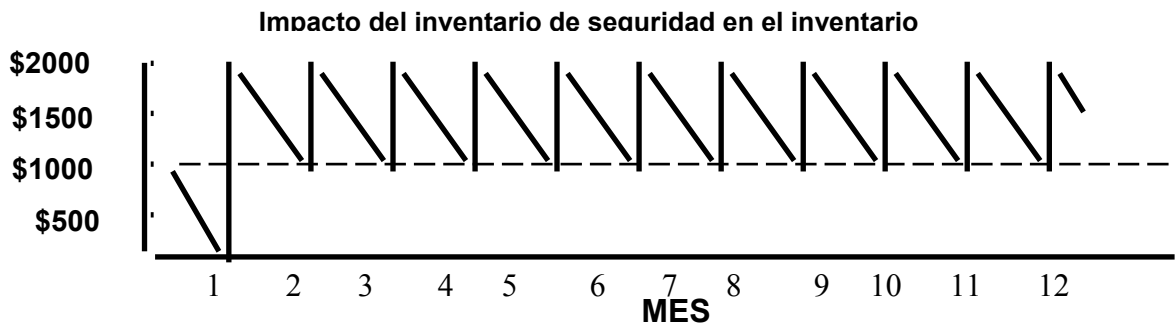 Impacto del inventario de seguridad en el inventario
$2000
$1500
$1000
$500
1 2 3 4 5 6 7 8 9 10 11 12
MES